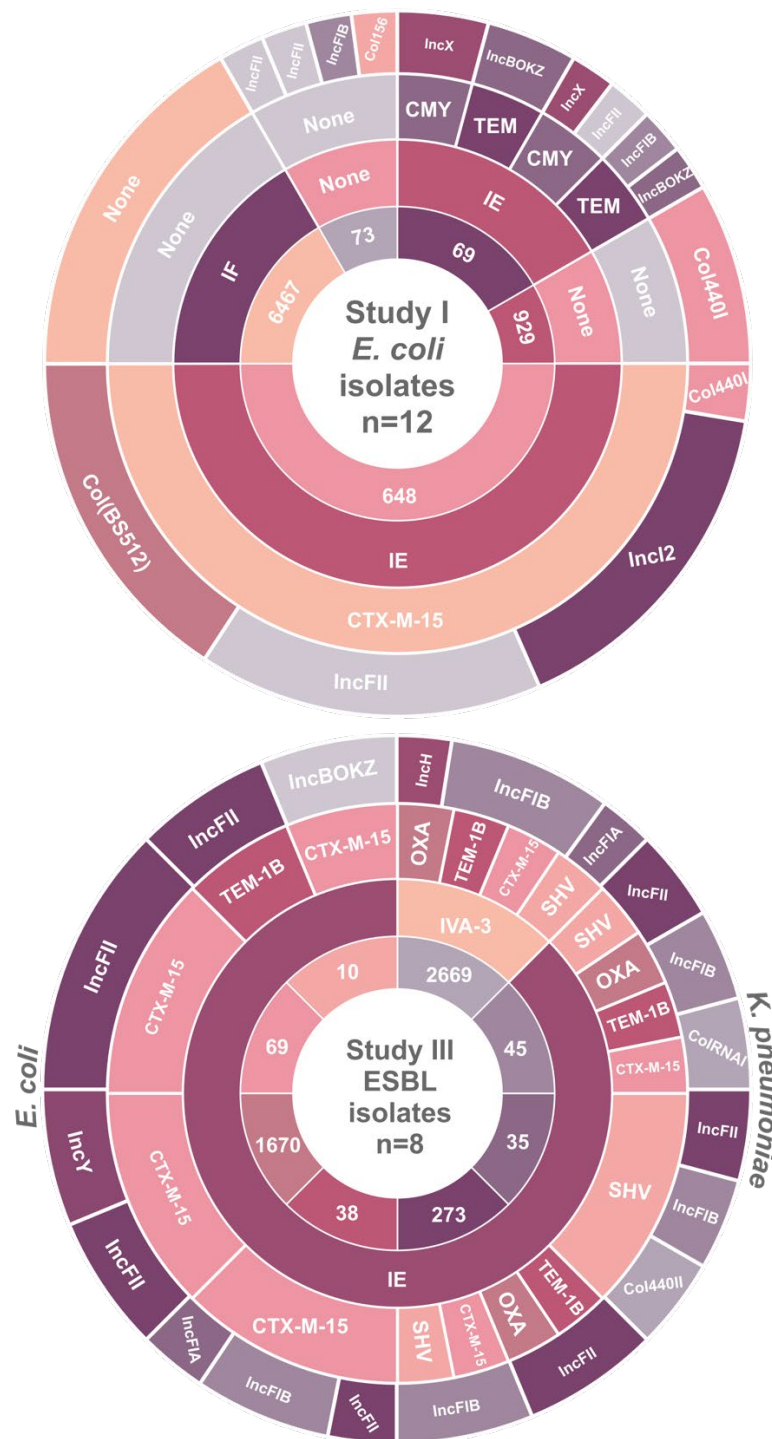 IncFII
IncFII
IncFIB
Col156
IncX
IncBOKZ
IncX
IncFII
IncFIB
IncBOKZ
Col440I
Col440I
IncI2
IncFII
Col(BS512)
None
None
CMY
TEM
CMY
TEM
None
CTX-M-15
None
None
IE
None
IE
IF
73
69
929
648
6467
Study I
E. coli
isolates
n=12
IncBOKZ
IncH
IncFIB
IncFIA
IncFII
IncFIB
ColRNAI
IncFII
IncFIB
Col440II
IncFII
IncFIB
IncFII
IncFIB
IncFIA
IncFII
IncY
IncFII
IncFII
CTX-M-15
OXA
TEM-1B
CTX-M-15
SHV
SHV
OXA
TEM-1B
CTX-M-15
SHV
TEM-1B
OXA
CTX-M-15
SHV
CTX-M-15
CTX-M-15
CTX-M-15
TEM-1B
IVA-3
IE
10
2669
45
35
273
38
1670
69
Study III
ESBL
isolates
n=8
E. coli
K. pneumoniae